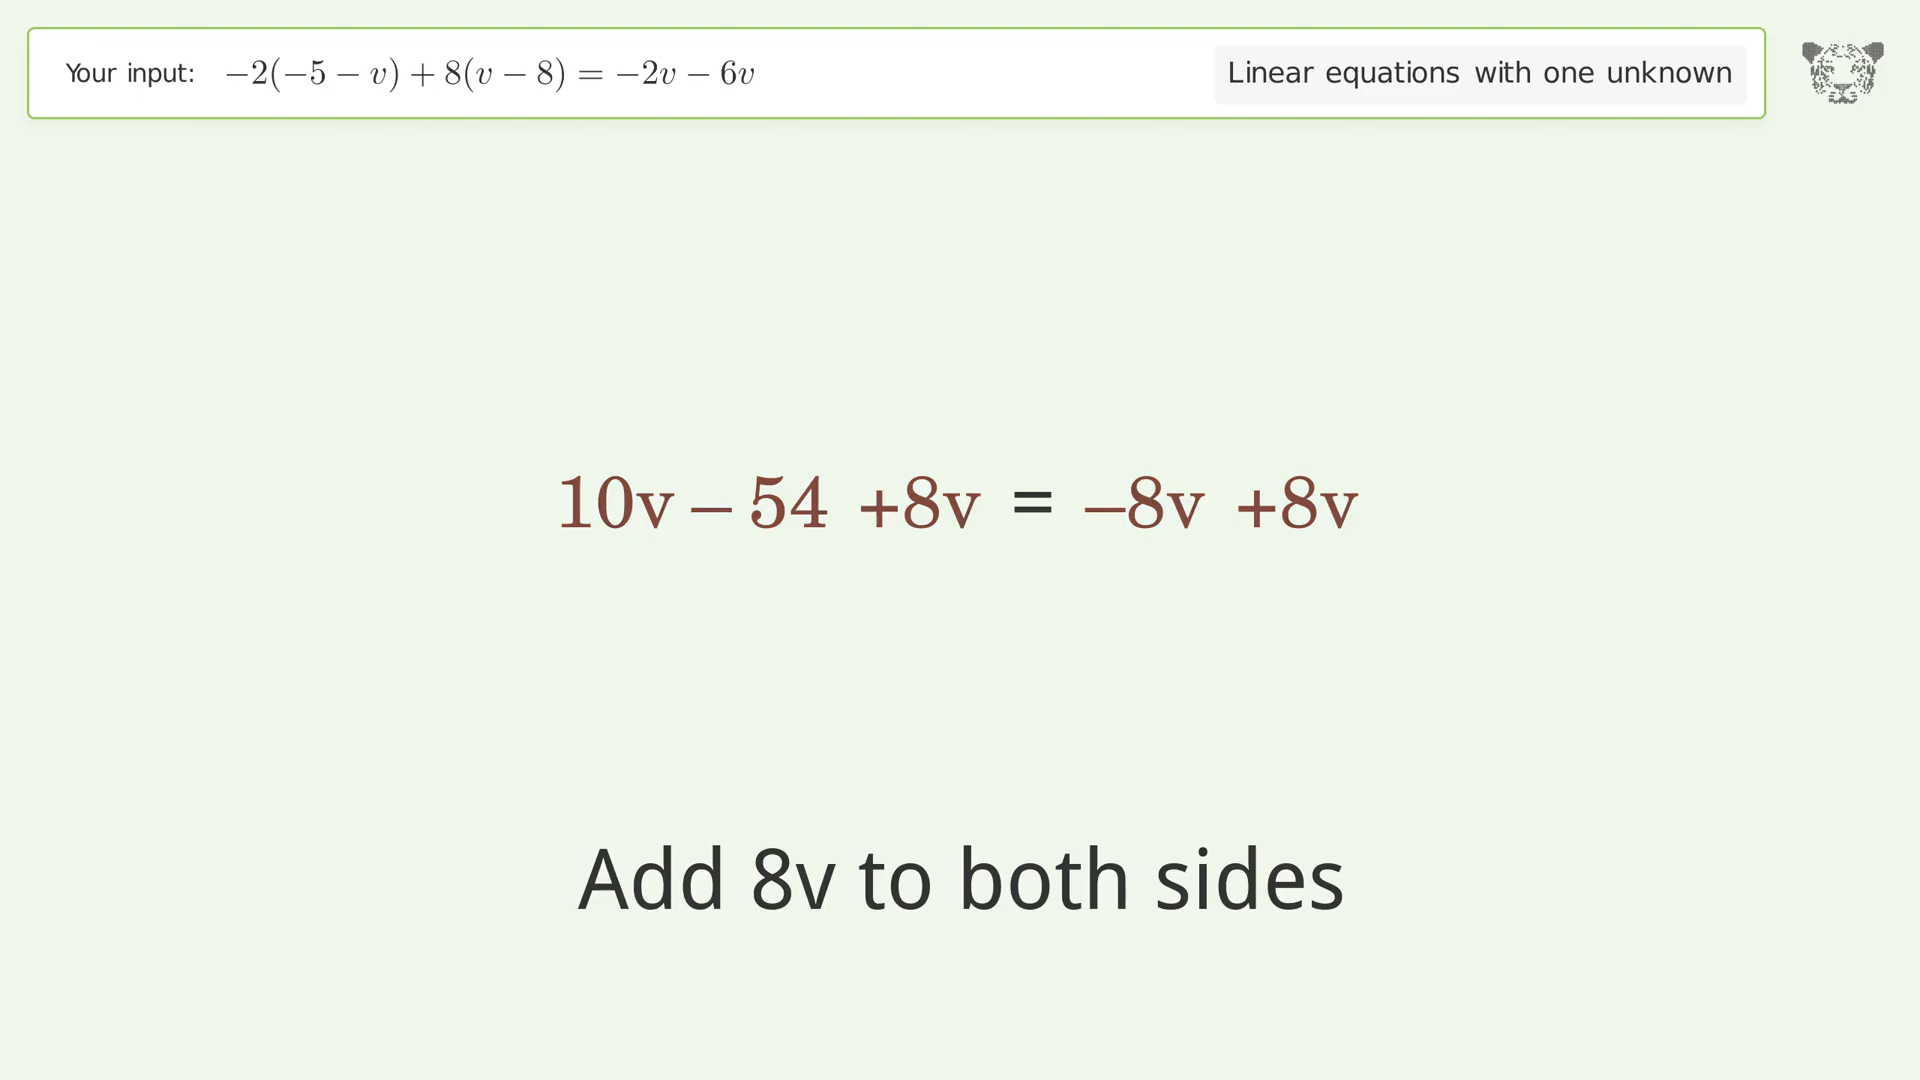 Your input: −2(−5 − v) + 8(v − 8) = −2v − 6v
Linear equations with one unknown
10v – 54 +8v = –8v +8v
Add 8v to both sides